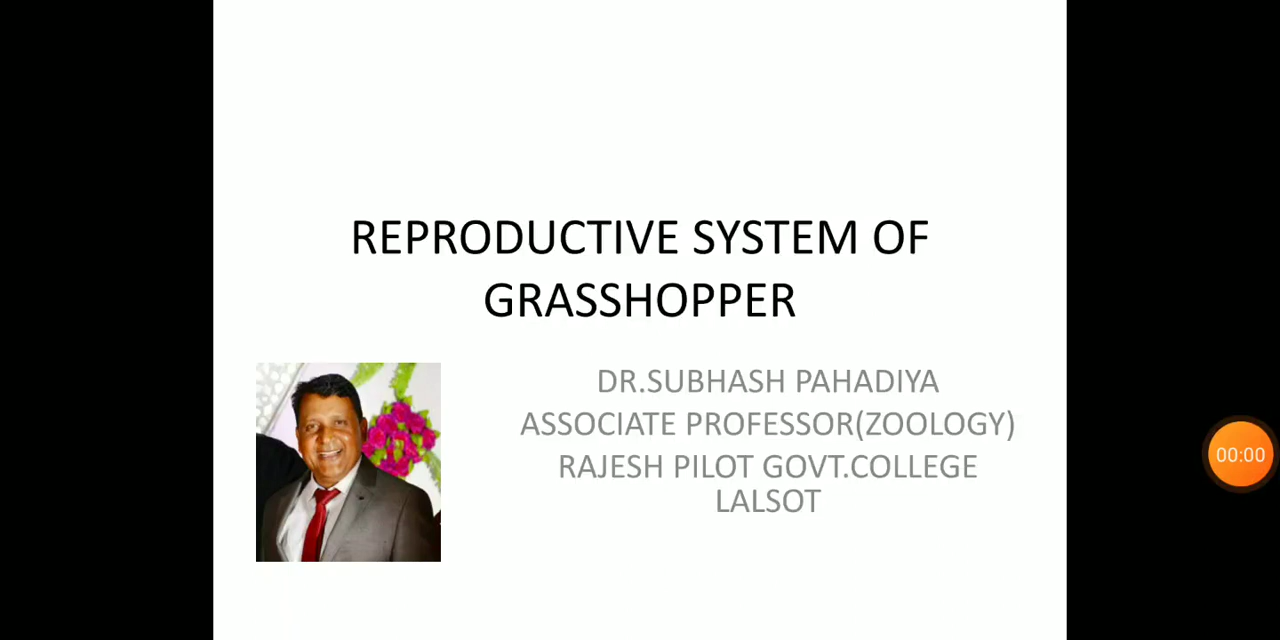 REPRODUCTIVE SYSTEM OF
GRASSHOPPER
DR.SUBHASH PAHADIYA
ASSOCIATE PROFESSOR(ZOOLOGY)
RAJESH PILOT GOVT.COLLEGE
LALSOT
00:00